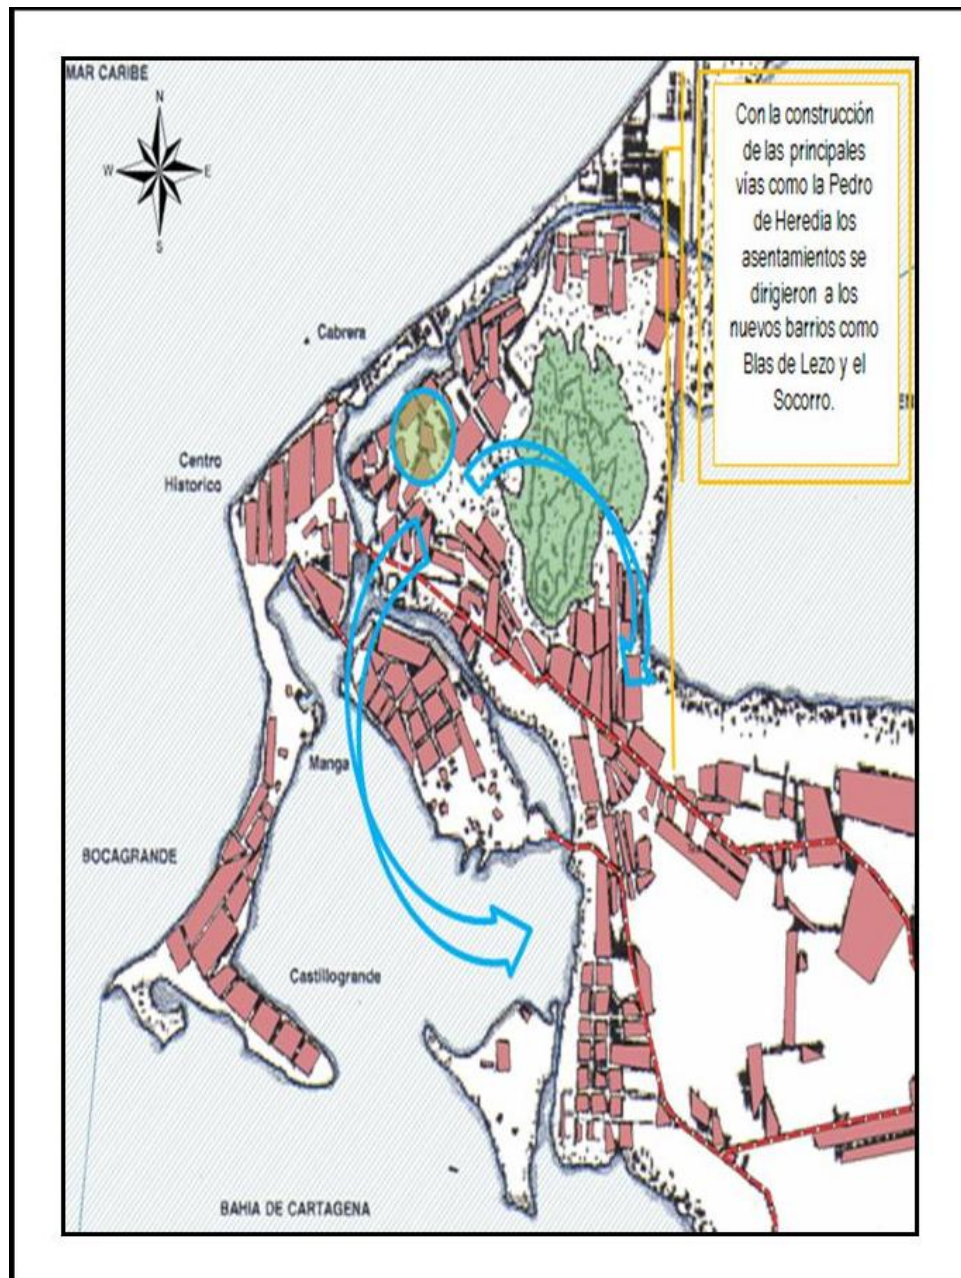 MAR CARIBE
N
W
E
S
Con la construcción
de las principales
vías como la Pedro
de Heredia los
asentamientos se
dirigieron a los
nuevos barrios como
Blas de Lezo y el
Socorro.
Cabrera
Centro
Historico
Manga
BOCAGRANDE
Castillogrande
BAHIA DE CARTAGENA